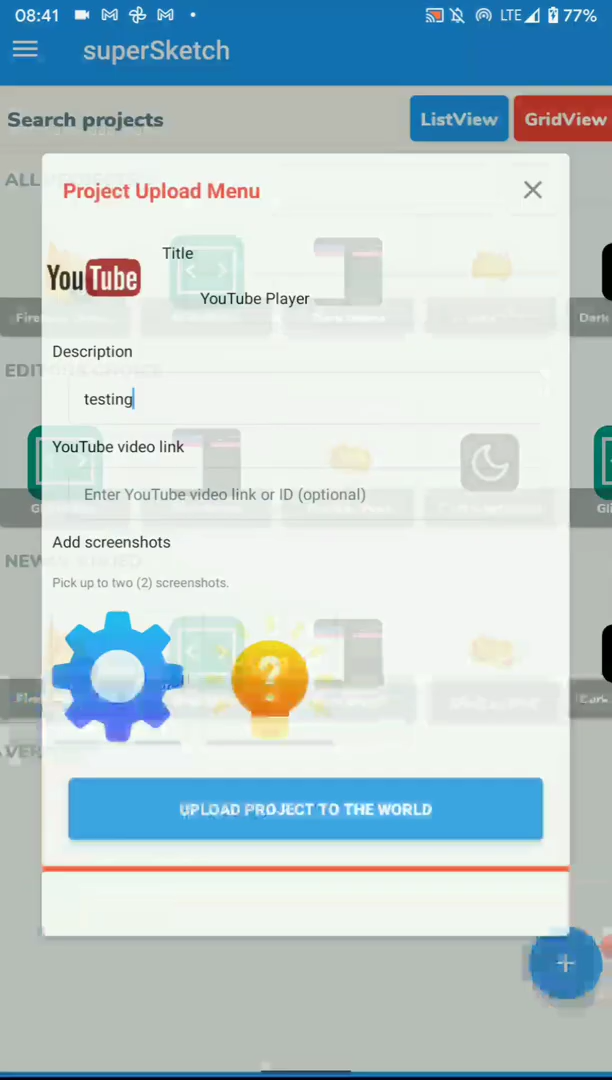 08:41
LTE
77%
superSketch
Search projects
ListView
GridView
Project Upload Menu
Title
YouTube
YouTube Player
Description
testing
YouTube video link
Enter YouTube video link or ID (optional)
Add screenshots
Pick up to two (2) screenshots.
?
UPLOAD PROJECT TO THE WORLD
+